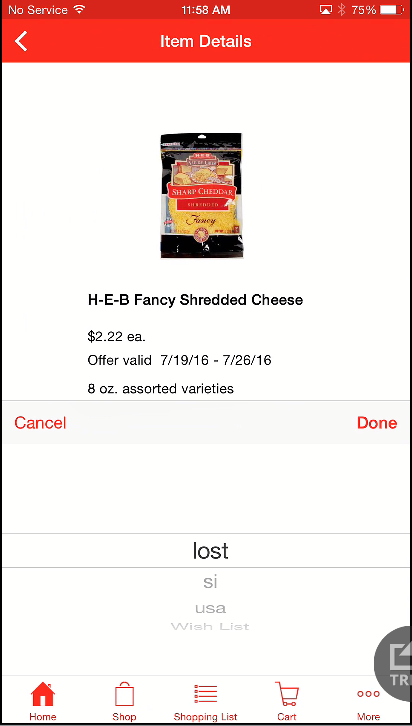 No Service 11:58 AM 75%
Item Details
H-E-B
SHARP CHEDDAR
SHREDDED
Fancy
H-E-B Fancy Shredded Cheese
$2.22 ea.
Offer valid 7/19/16 - 7/26/16
8 oz. assorted varieties
Cancel Done
lost
si
usa
Wish List
TR
Home Shop Shopping List Cart More